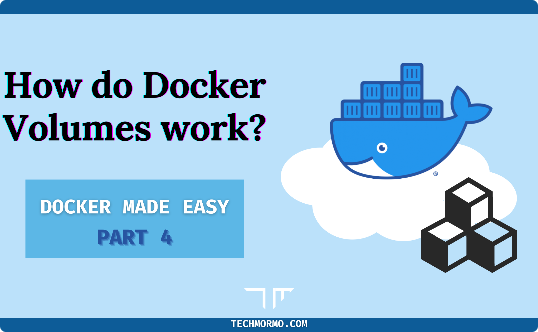 How do Docker
Volumes work?
DOCKER MADE EASY
PART 4
TECHMORMO.COM